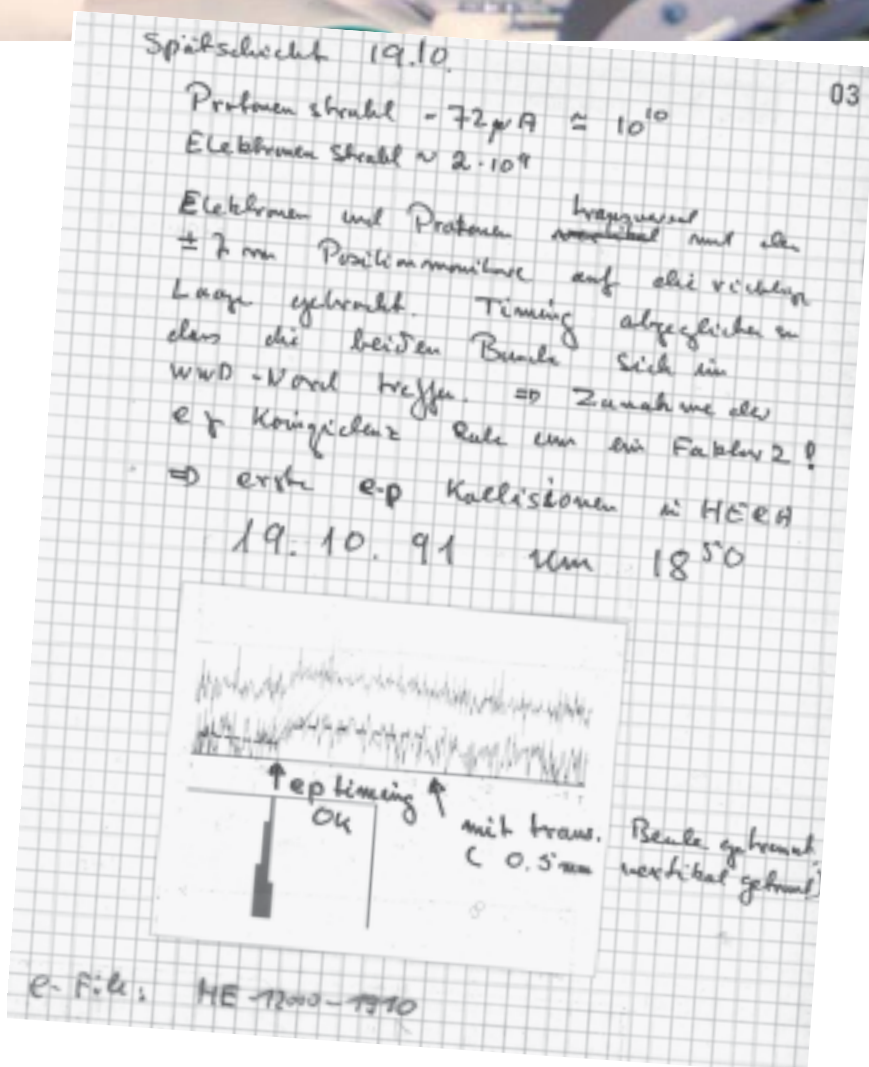 Spätschicht 19.10.
03
Protonen strahl - 72 µA ≃ 10¹⁰
Elektronen Strahl ~ 2·10⁹
transversal
Elektronen und Protonen mit den
± 7 mm Positionmonitore auf die richtige
Lage gebracht. Timing abgeglichen so
dass die beiden Bunche sich im
WWD-Nord treffen. ⇒ Zunahme der
e γ Koinzidenz Rate um ein Faktor 2!
⇒ erste e-p Kollisionen in HERA
19.10.91 um 18⁵⁰
↑ ep timing ↑
OK
mit trans. Beule getrennt
( 0.5 mm vertikal getrennt)
e-File: HE